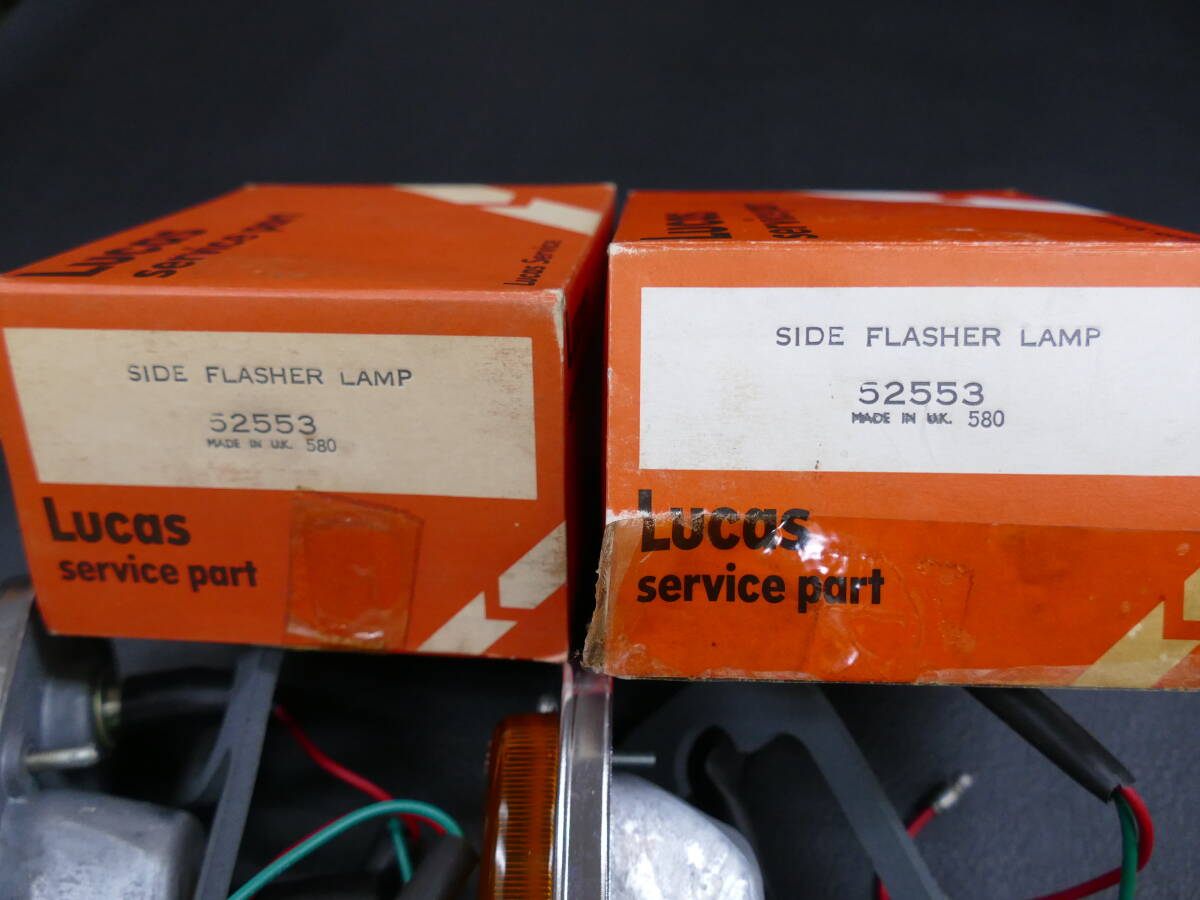 Lucas
service part
Lucas Service
SIDE FLASHER LAMP
52553
MADE IN U.K. 580
Lucas
service part
Lucas
service
SIDE FLASHER LAMP
52553
MADE IN U.K. 580
Lucas
service part